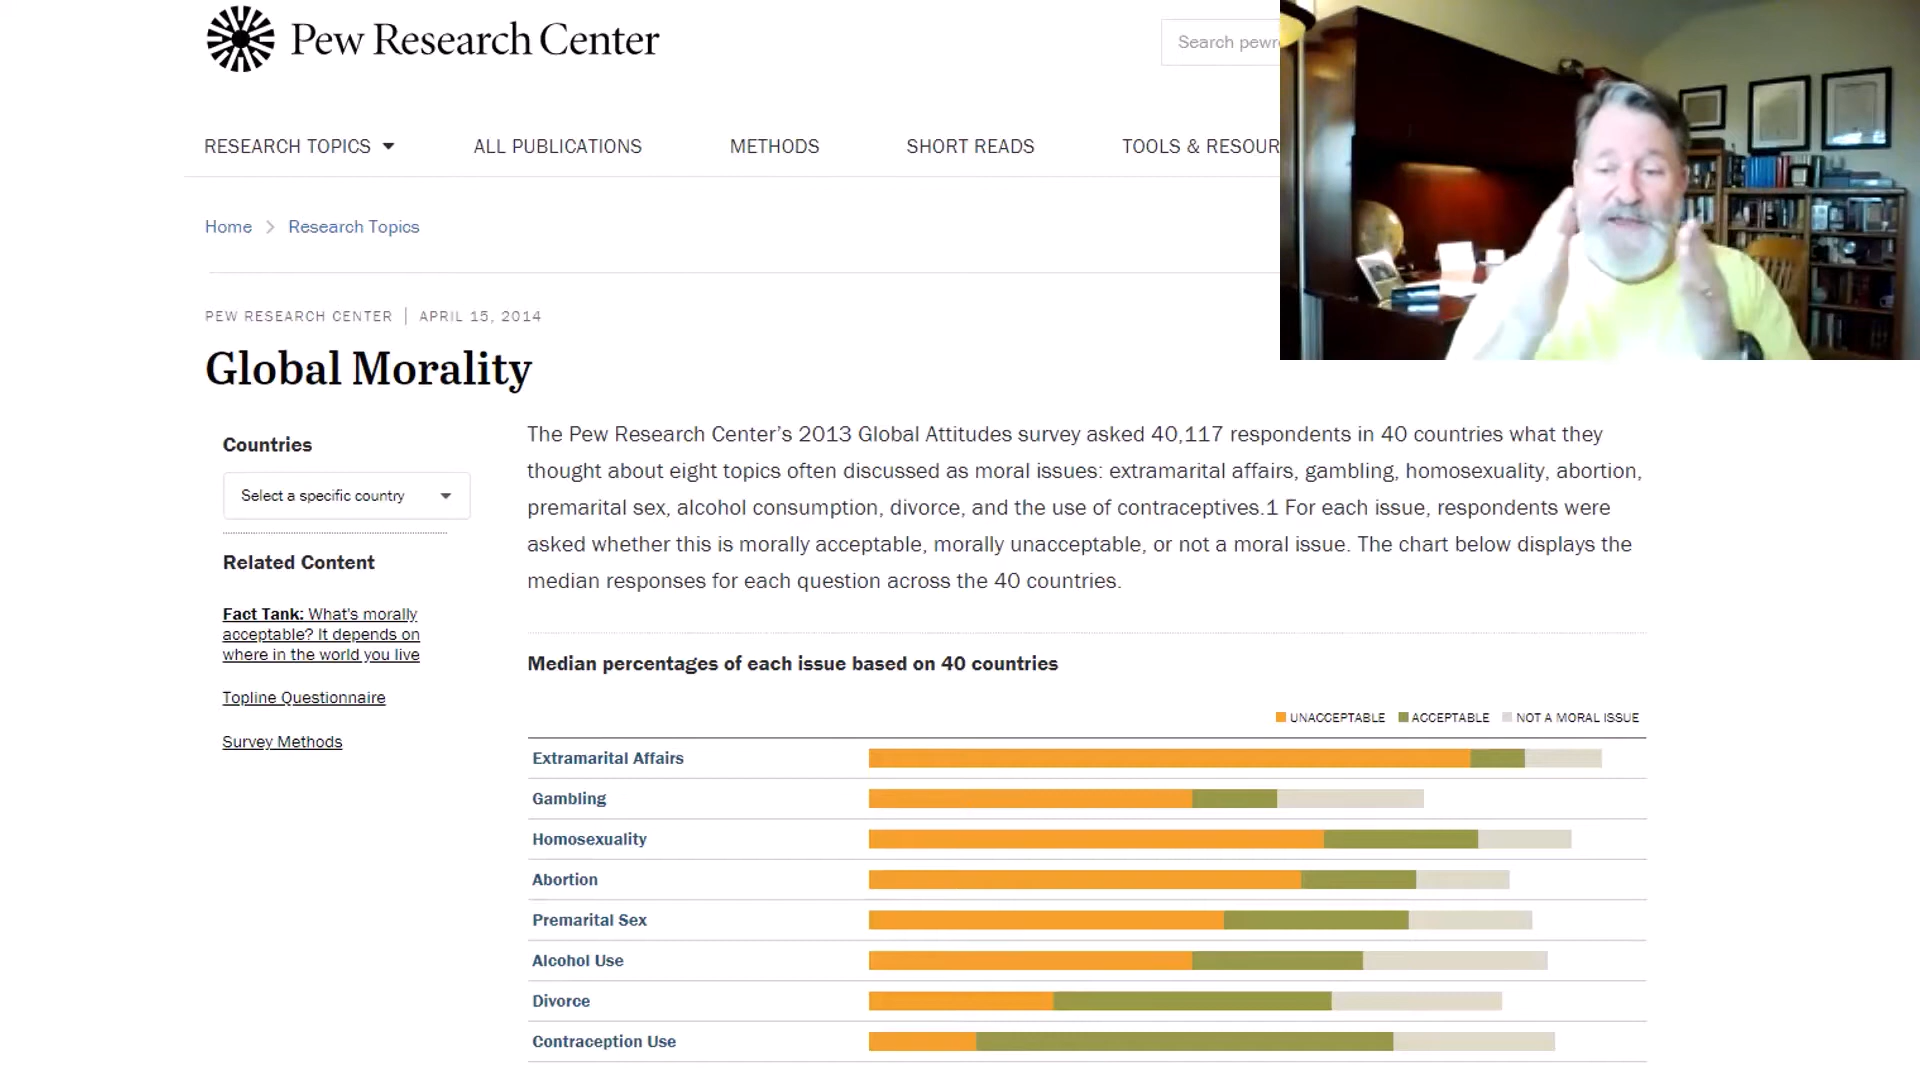 Pew Research Center
Search pewr
RESEARCH TOPICS
ALL PUBLICATIONS
METHODS
SHORT READS
TOOLS & RESOUR
Home
Research Topics
PEW RESEARCH CENTER | APRIL 15, 2014
Global Morality
Countries
Select a specific country
Related Content
Fact Tank: What's morally
acceptable? It depends on
where in the world you live
Topline Questionnaire
Survey Methods
The Pew Research Center’s 2013 Global Attitudes survey asked 40,117 respondents in 40 countries what they
thought about eight topics often discussed as moral issues: extramarital affairs, gambling, homosexuality, abortion,
premarital sex, alcohol consumption, divorce, and the use of contraceptives.1 For each issue, respondents were
asked whether this is morally acceptable, morally unacceptable, or not a moral issue. The chart below displays the
median responses for each question across the 40 countries.
Median percentages of each issue based on 40 countries
UNACCEPTABLE ACCEPTABLE NOT A MORAL ISSUE
Extramarital Affairs
Gambling
Homosexuality
Abortion
Premarital Sex
Alcohol Use
Divorce
Contraception Use